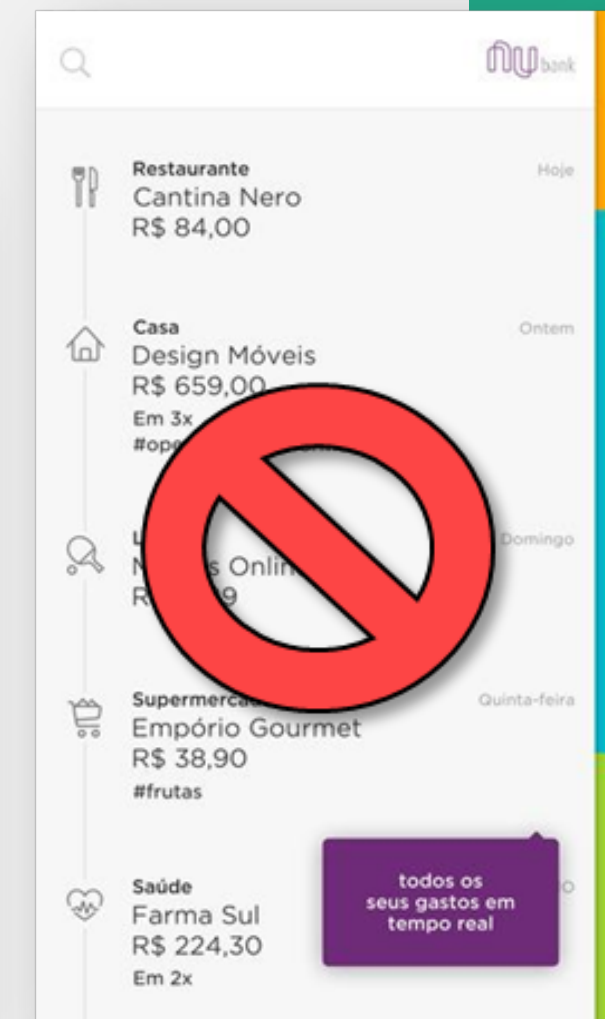 nu bank
Restaurante
Hoje
Cantina Nero
R$ 84,00
Casa
Ontem
Design Móveis
R$ 659,00
Em 3x
Domingo
Supermerca
Quinta-feira
Empório Gourmet
R$ 38,90
#frutas
Saúde
Farma Sul
R$ 224,30
Em 2x
todos os
seus gastos em
tempo real